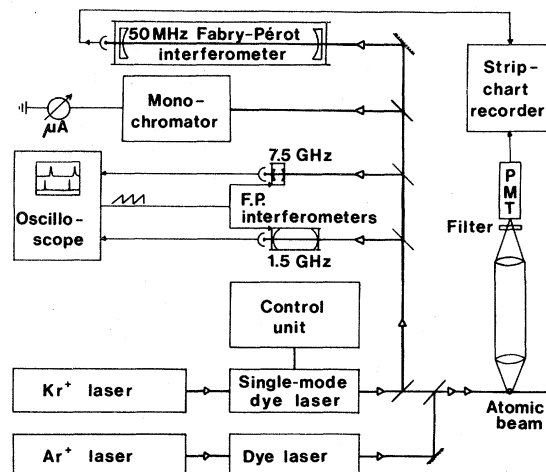 50 MHz Fabry-Pérot
interferometer
Strip-
chart
recorder
Mono-
chromator
μA
7.5 GHz
P
M
T
Oscillo-
scope
F.P.
interferometers
Filter
1.5 GHz
Control
unit
Kr⁺ laser
Single-mode
dye laser
Atomic
beam
Ar⁺ laser
Dye laser